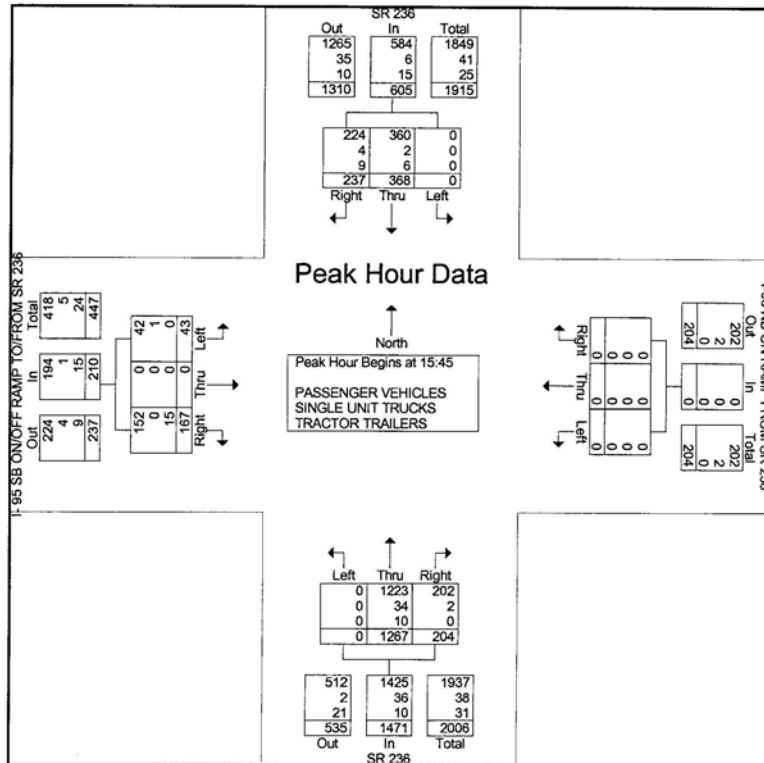 SR 236
Out In Total
1265 584 1849
35 6 41
10 15 25
1310 605 1915
224 360 0
4 2 0
9 6 0
237 368 0
Right Thru Left
Peak Hour Data
North
Peak Hour Begins at 15:45
PASSENGER VEHICLES
SINGLE UNIT TRUCKS
TRACTOR TRAILERS
I-95 SB ON/OFF RAMP TO/FROM SR 236
Out In Total
224 194 418
4 1 5
9 15 24
237 210 447
Right Thru Left
152 0 42
0 0 1
15 0 0
167 0 43
FROM SR 236
Out In Total
202 0 202
2 0 2
0 0 0
204 0 204
Right Thru Left
0 0 0
0 0 0
0 0 0
0 0 0
Left Thru Right
0 1223 202
0 34 2
0 10 0
0 1267 204
512 1425 1937
2 36 38
21 10 31
535 1471 2006
Out In Total
SR 236